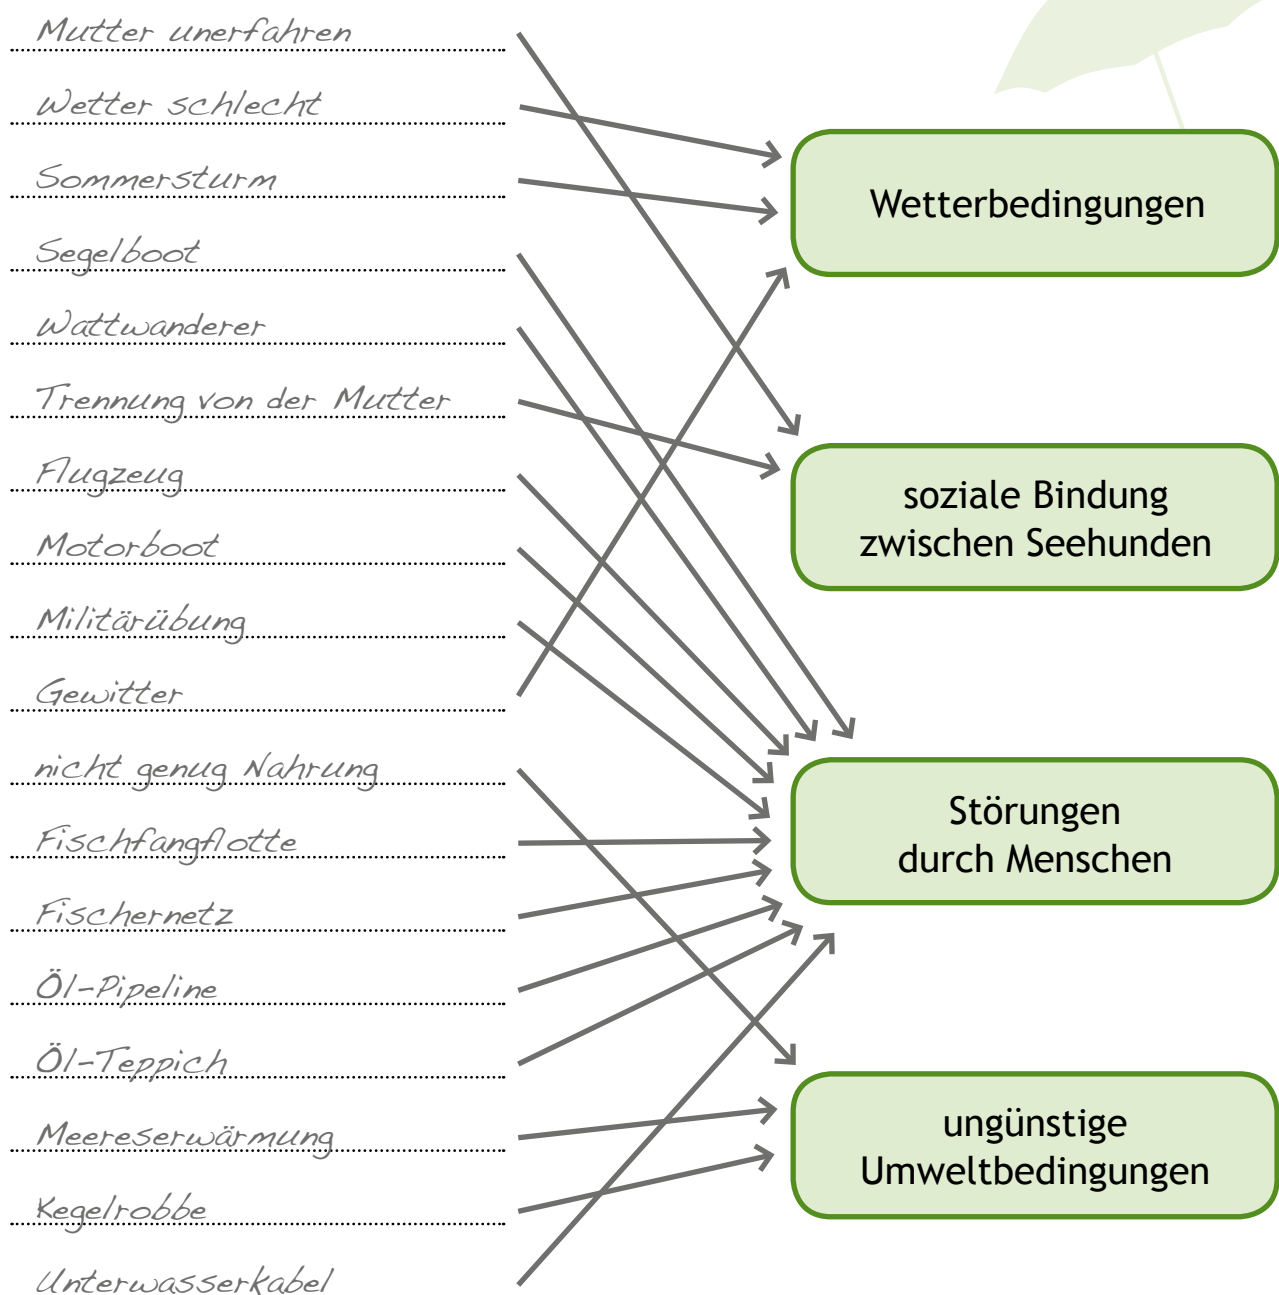 Mutter unerfahren
Wetter schlecht
Sommersturm
Segelboot
Wattwanderer
Trennung von der Mutter
Flugzeug
Motorboot
Militärübung
Gewitter
nicht genug Nahrung
Fischfangflotte
Fischernetz
Öl-Pipeline
Öl-Teppich
Meereserwärmung
Kegelrobbe
Unterwasserkabel
Wetterbedingungen
soziale Bindung
zwischen Seehunden
Störungen
durch Menschen
ungünstige
Umweltbedingungen